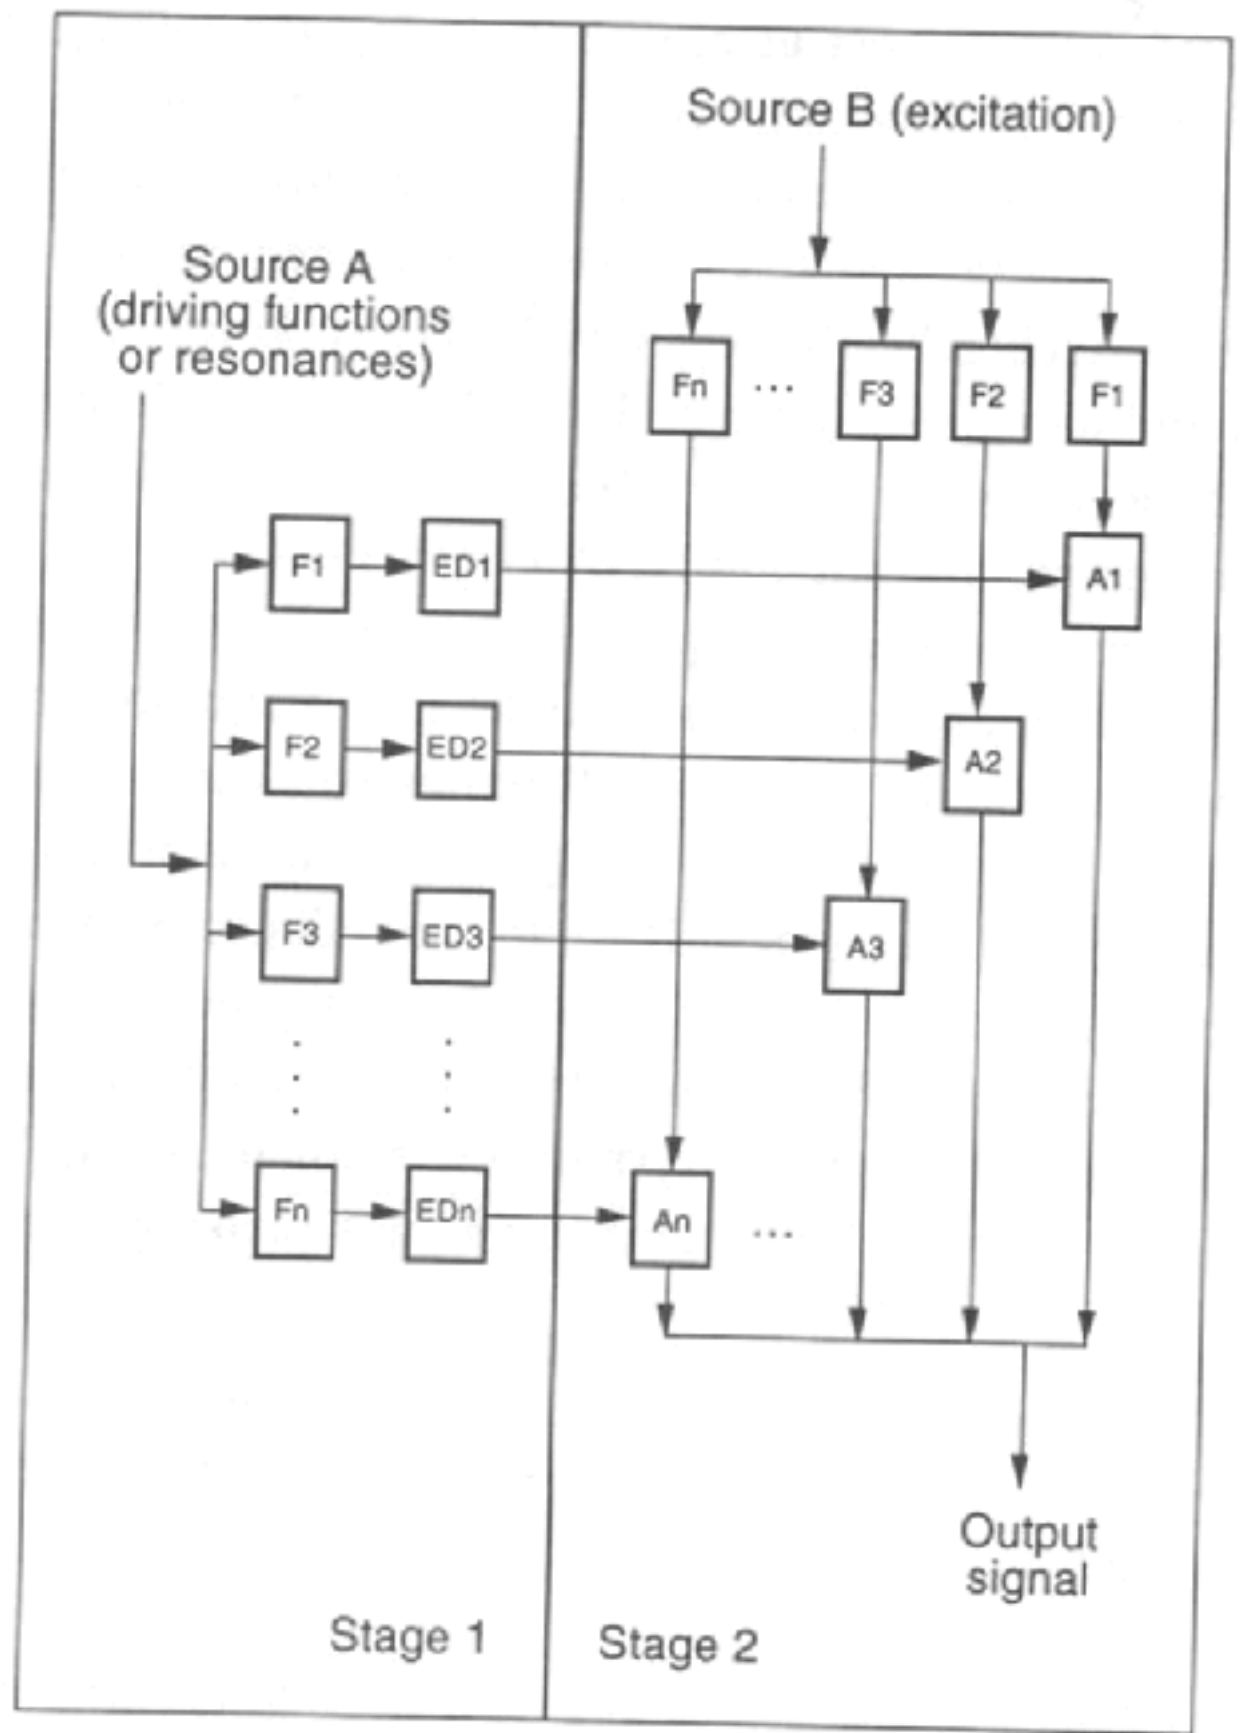 Source B (excitation)
Source A
(driving functions
or resonances)
Fn ... F3 F2 F1
F1 ED1 A1
F2 ED2 A2
F3 ED3 A3
Fn EDn An ...
Output
signal
Stage 1 Stage 2